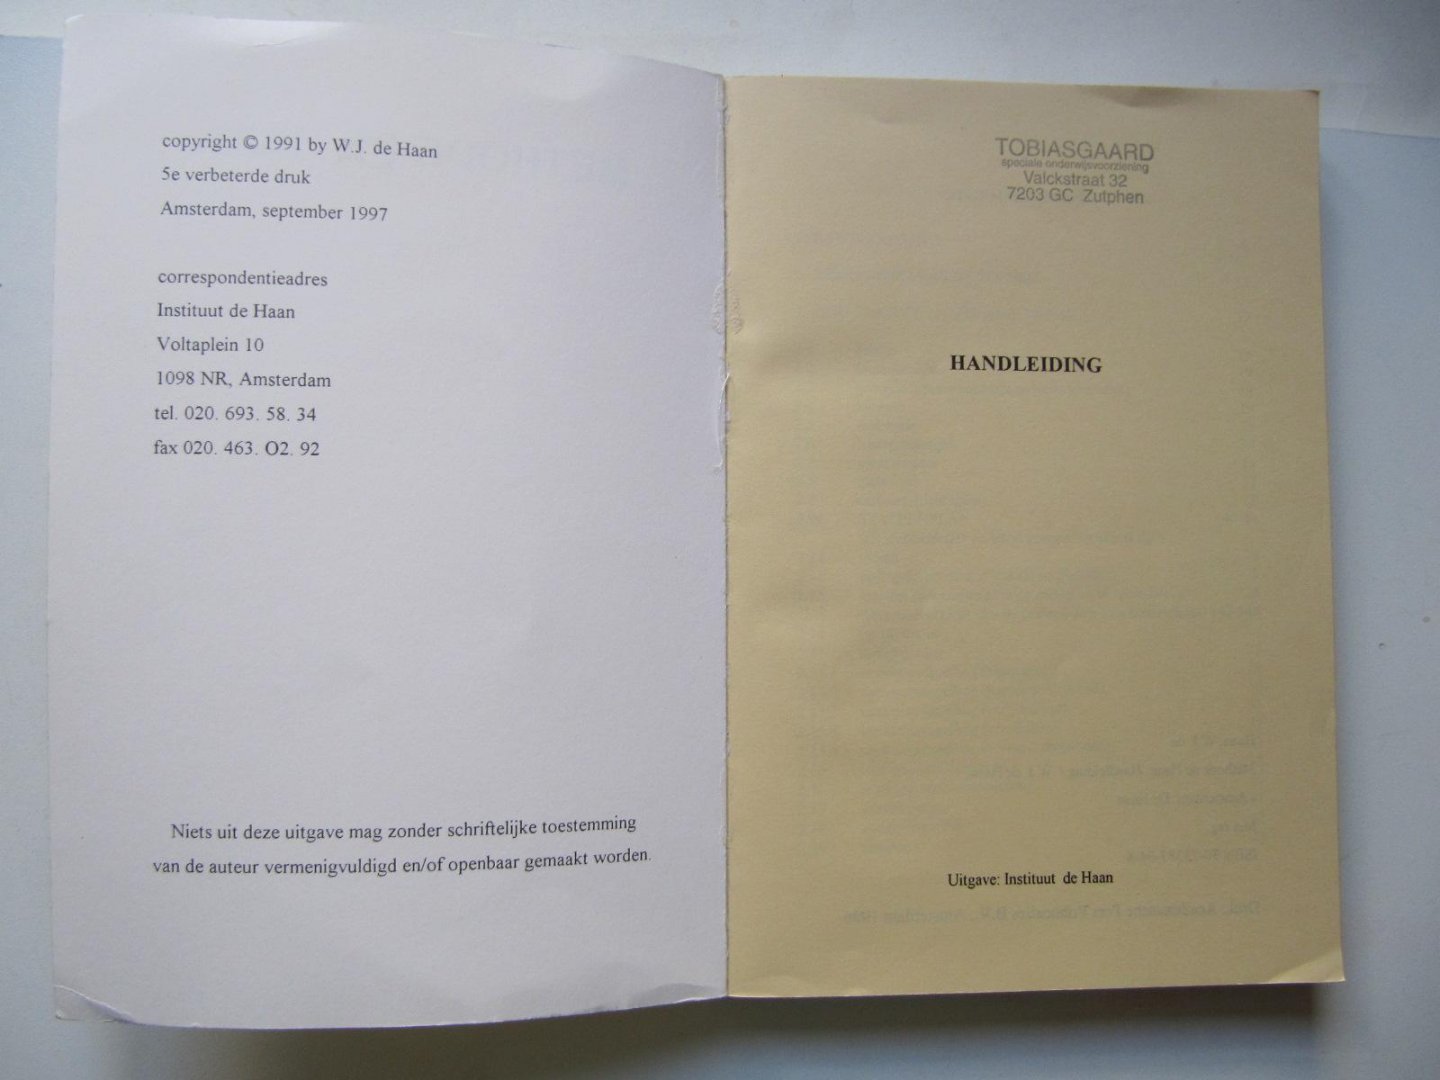 copyright © 1991 by W.J. de Haan
5e verbeterde druk
Amsterdam, september 1997
correspondentieadres
Instituut de Haan
Voltaplein 10
1098 NR, Amsterdam
tel. 020. 693. 58. 34
fax 020. 463. O2. 92
Niets uit deze uitgave mag zonder schriftelijke toestemming
van de auteur vermenigvuldigd en/of openbaar gemaakt worden.
TOBIASGAARD
speciale onderwijsvoorziening
Valckstraat 32
7203 GC Zutphen
HANDLEIDING
Uitgave: Instituut de Haan